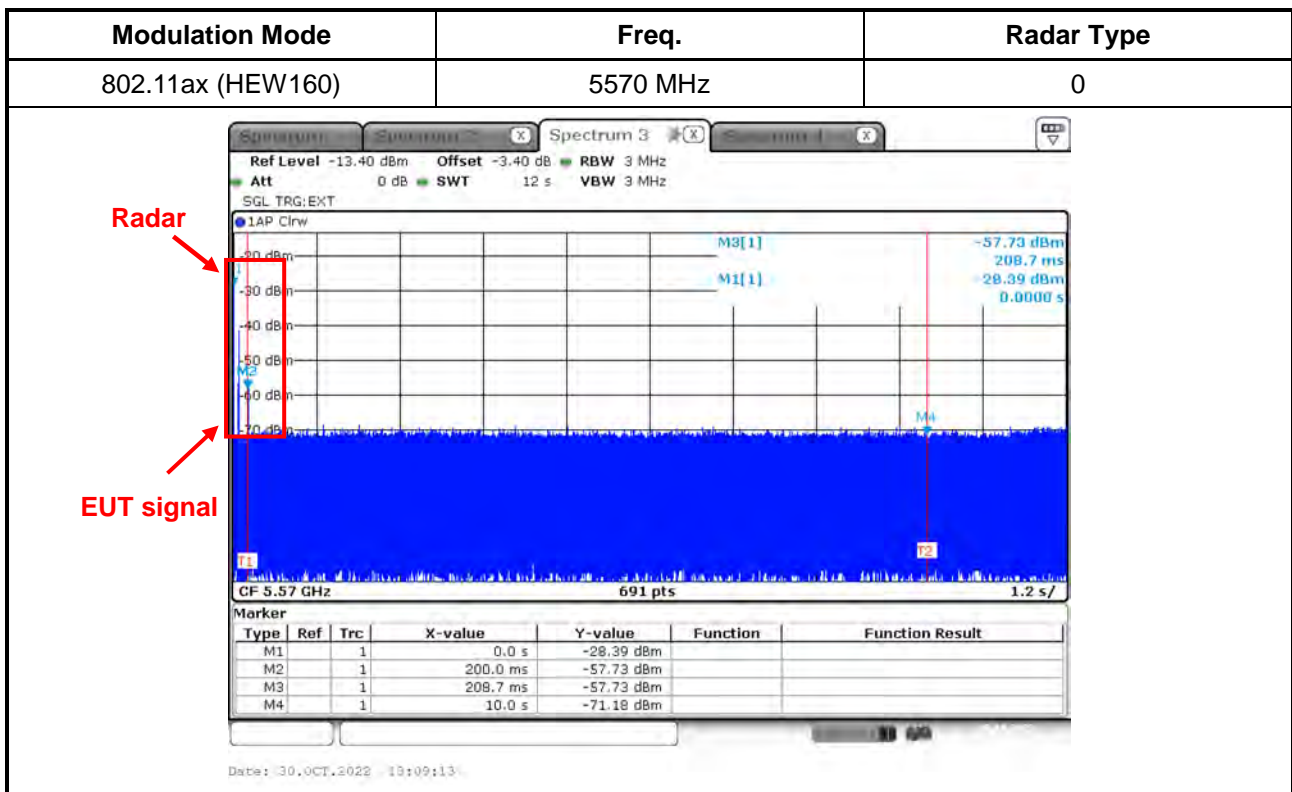 Modulation Mode Freq. Radar Type
802.11ax (HEW160) 5570 MHz 0
Spectrum 3
Ref Level -13.40 dBm Offset -3.40 dB RBW 3 MHz
Att 0 dB SWT 12 s VBW 3 MHz
SGL TRG:EXT
1AP Clrw
Radar
M3[1] -57.73 dBm
208.7 ms
M1[1] -28.39 dBm
0.0000 s
-20 dBm
-30 dBm
-40 dBm
-50 dBm
-60 dBm
-70 dBm
M4
EUT signal
T1
T2
CF 5.57 GHz 691 pts 1.2 s/
Marker
Type Ref Trc X-value Y-value Function Function Result
M1 1 0.0 s -28.39 dBm
M2 1 200.0 ms -57.73 dBm
M3 1 208.7 ms -57.73 dBm
M4 1 10.0 s -71.18 dBm
Date: 30.OCT.2022 13:09:13